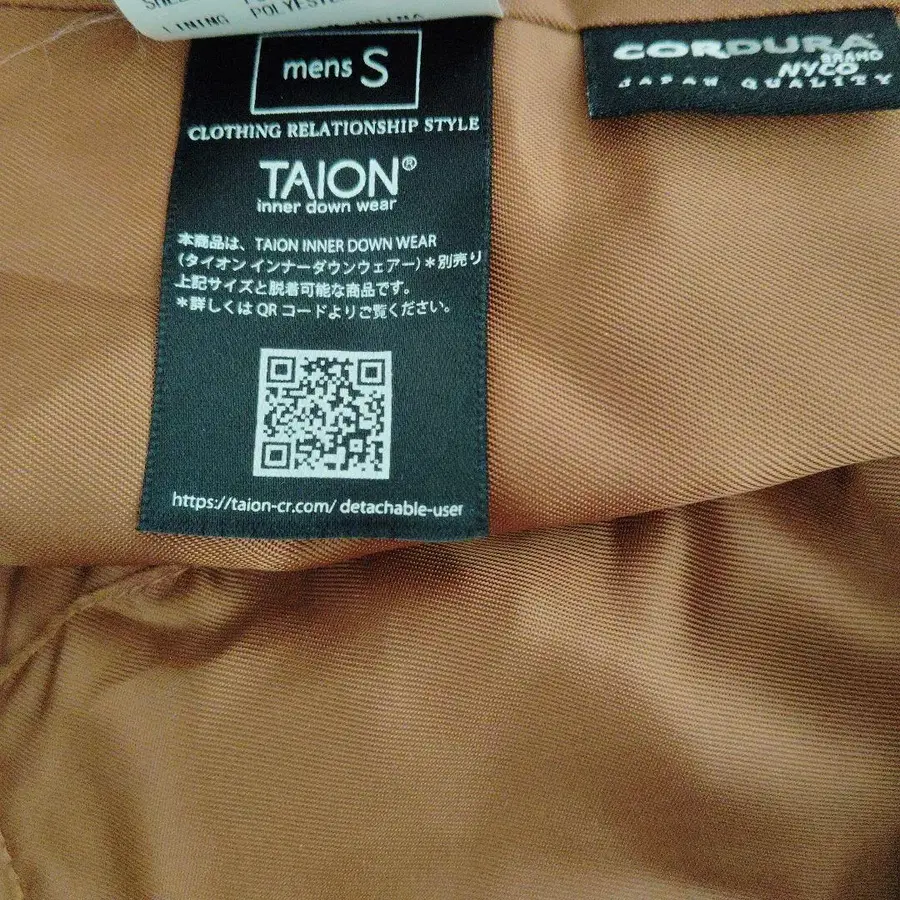 LINING POLYESTE
mens S
CLOTHING RELATIONSHIP STYLE
TAION®
inner down wear
本商品は、TAION INNER DOWN WEAR
(タイオン インナーダウンウェアー)＊別売り
上記サイズと脱着可能な商品です。
＊詳しくは QR コードよりご覧ください。
https://taion-cr.com/ detachable-user
CORDURA
BRAND
NYCO
JAPAN QUALITY